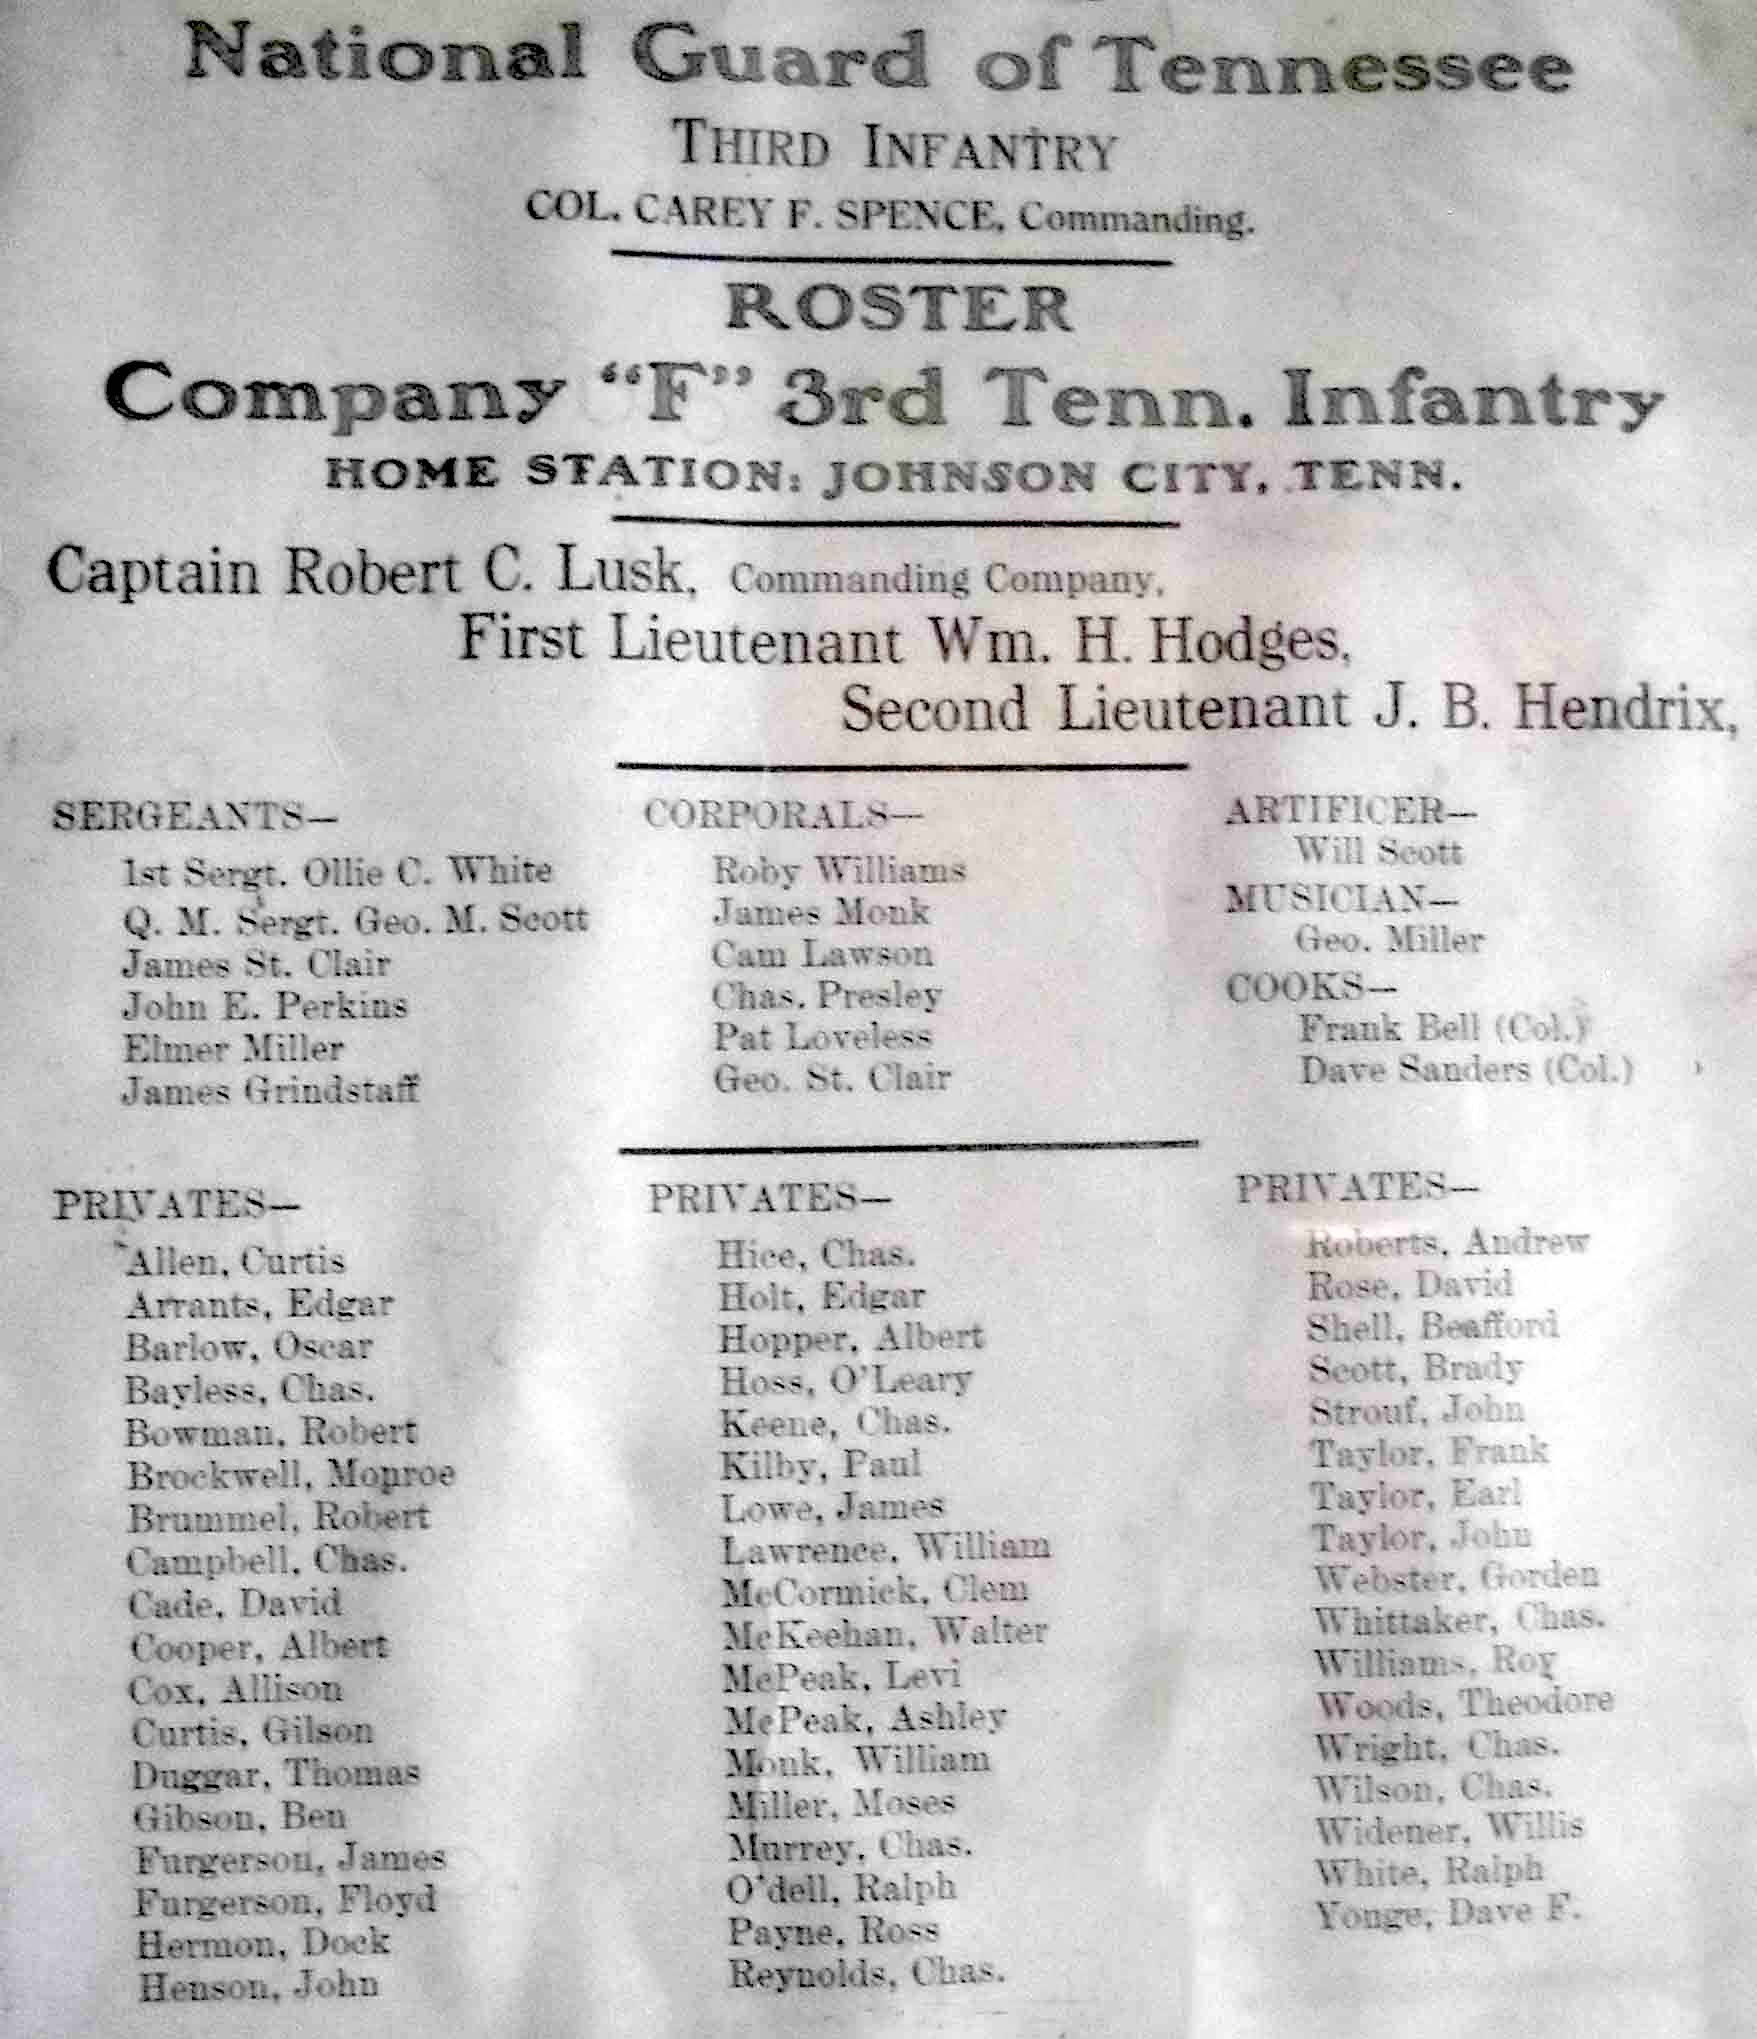 National Guard of Tennessee
THIRD INFANTRY
COL. CAREY F. SPENCE, Commanding.
ROSTER
Company "F" 3rd Tenn. Infantry
HOME STATION: JOHNSON CITY, TENN.
Captain Robert C. Lusk, Commanding Company,
First Lieutenant Wm. H. Hodges,
Second Lieutenant J. B. Hendrix,
SERGEANTS—
1st Sergt. Ollie C. White
Q. M. Sergt. Geo. M. Scott
James St. Clair
John E. Perkins
Elmer Miller
James Grindstaff
CORPORALS—
Roby Williams
James Monk
Cam Lawson
Chas. Presley
Pat Loveless
Geo. St. Clair
ARTIFICER—
Will Scott
MUSICIAN—
Geo. Miller
COOKS—
Frank Bell (Col.)
Dave Sanders (Col.)
PRIVATES—
Allen, Curtis
Arrants, Edgar
Barlow, Oscar
Bayless, Chas.
Bowman, Robert
Brockwell, Monroe
Brummel, Robert
Campbell, Chas.
Cade, David
Cooper, Albert
Cox, Allison
Curtis, Gilson
Duggar, Thomas
Gibson, Ben
Furgerson, James
Furgerson, Floyd
Hermon, Dock
Henson, John
PRIVATES—
Hice, Chas.
Holt, Edgar
Hopper, Albert
Hoss, O'Leary
Keene, Chas.
Kilby, Paul
Lowe, James
Lawrence, William
McCormick, Clem
McKeehan, Walter
McPeak, Levi
McPeak, Ashley
Monk, William
Miller, Moses
Murrey, Chas.
O'dell, Ralph
Payne, Ross
Reynolds, Chas.
PRIVATES—
Roberts, Andrew
Rose, David
Shell, Beafford
Scott, Brady
Strouf, John
Taylor, Frank
Taylor, Earl
Taylor, John
Webster, Gorden
Whittaker, Chas.
Williams, Roy
Woods, Theodore
Wright, Chas.
Wilson, Chas.
Widener, Willis
White, Ralph
Yonge, Dave F.